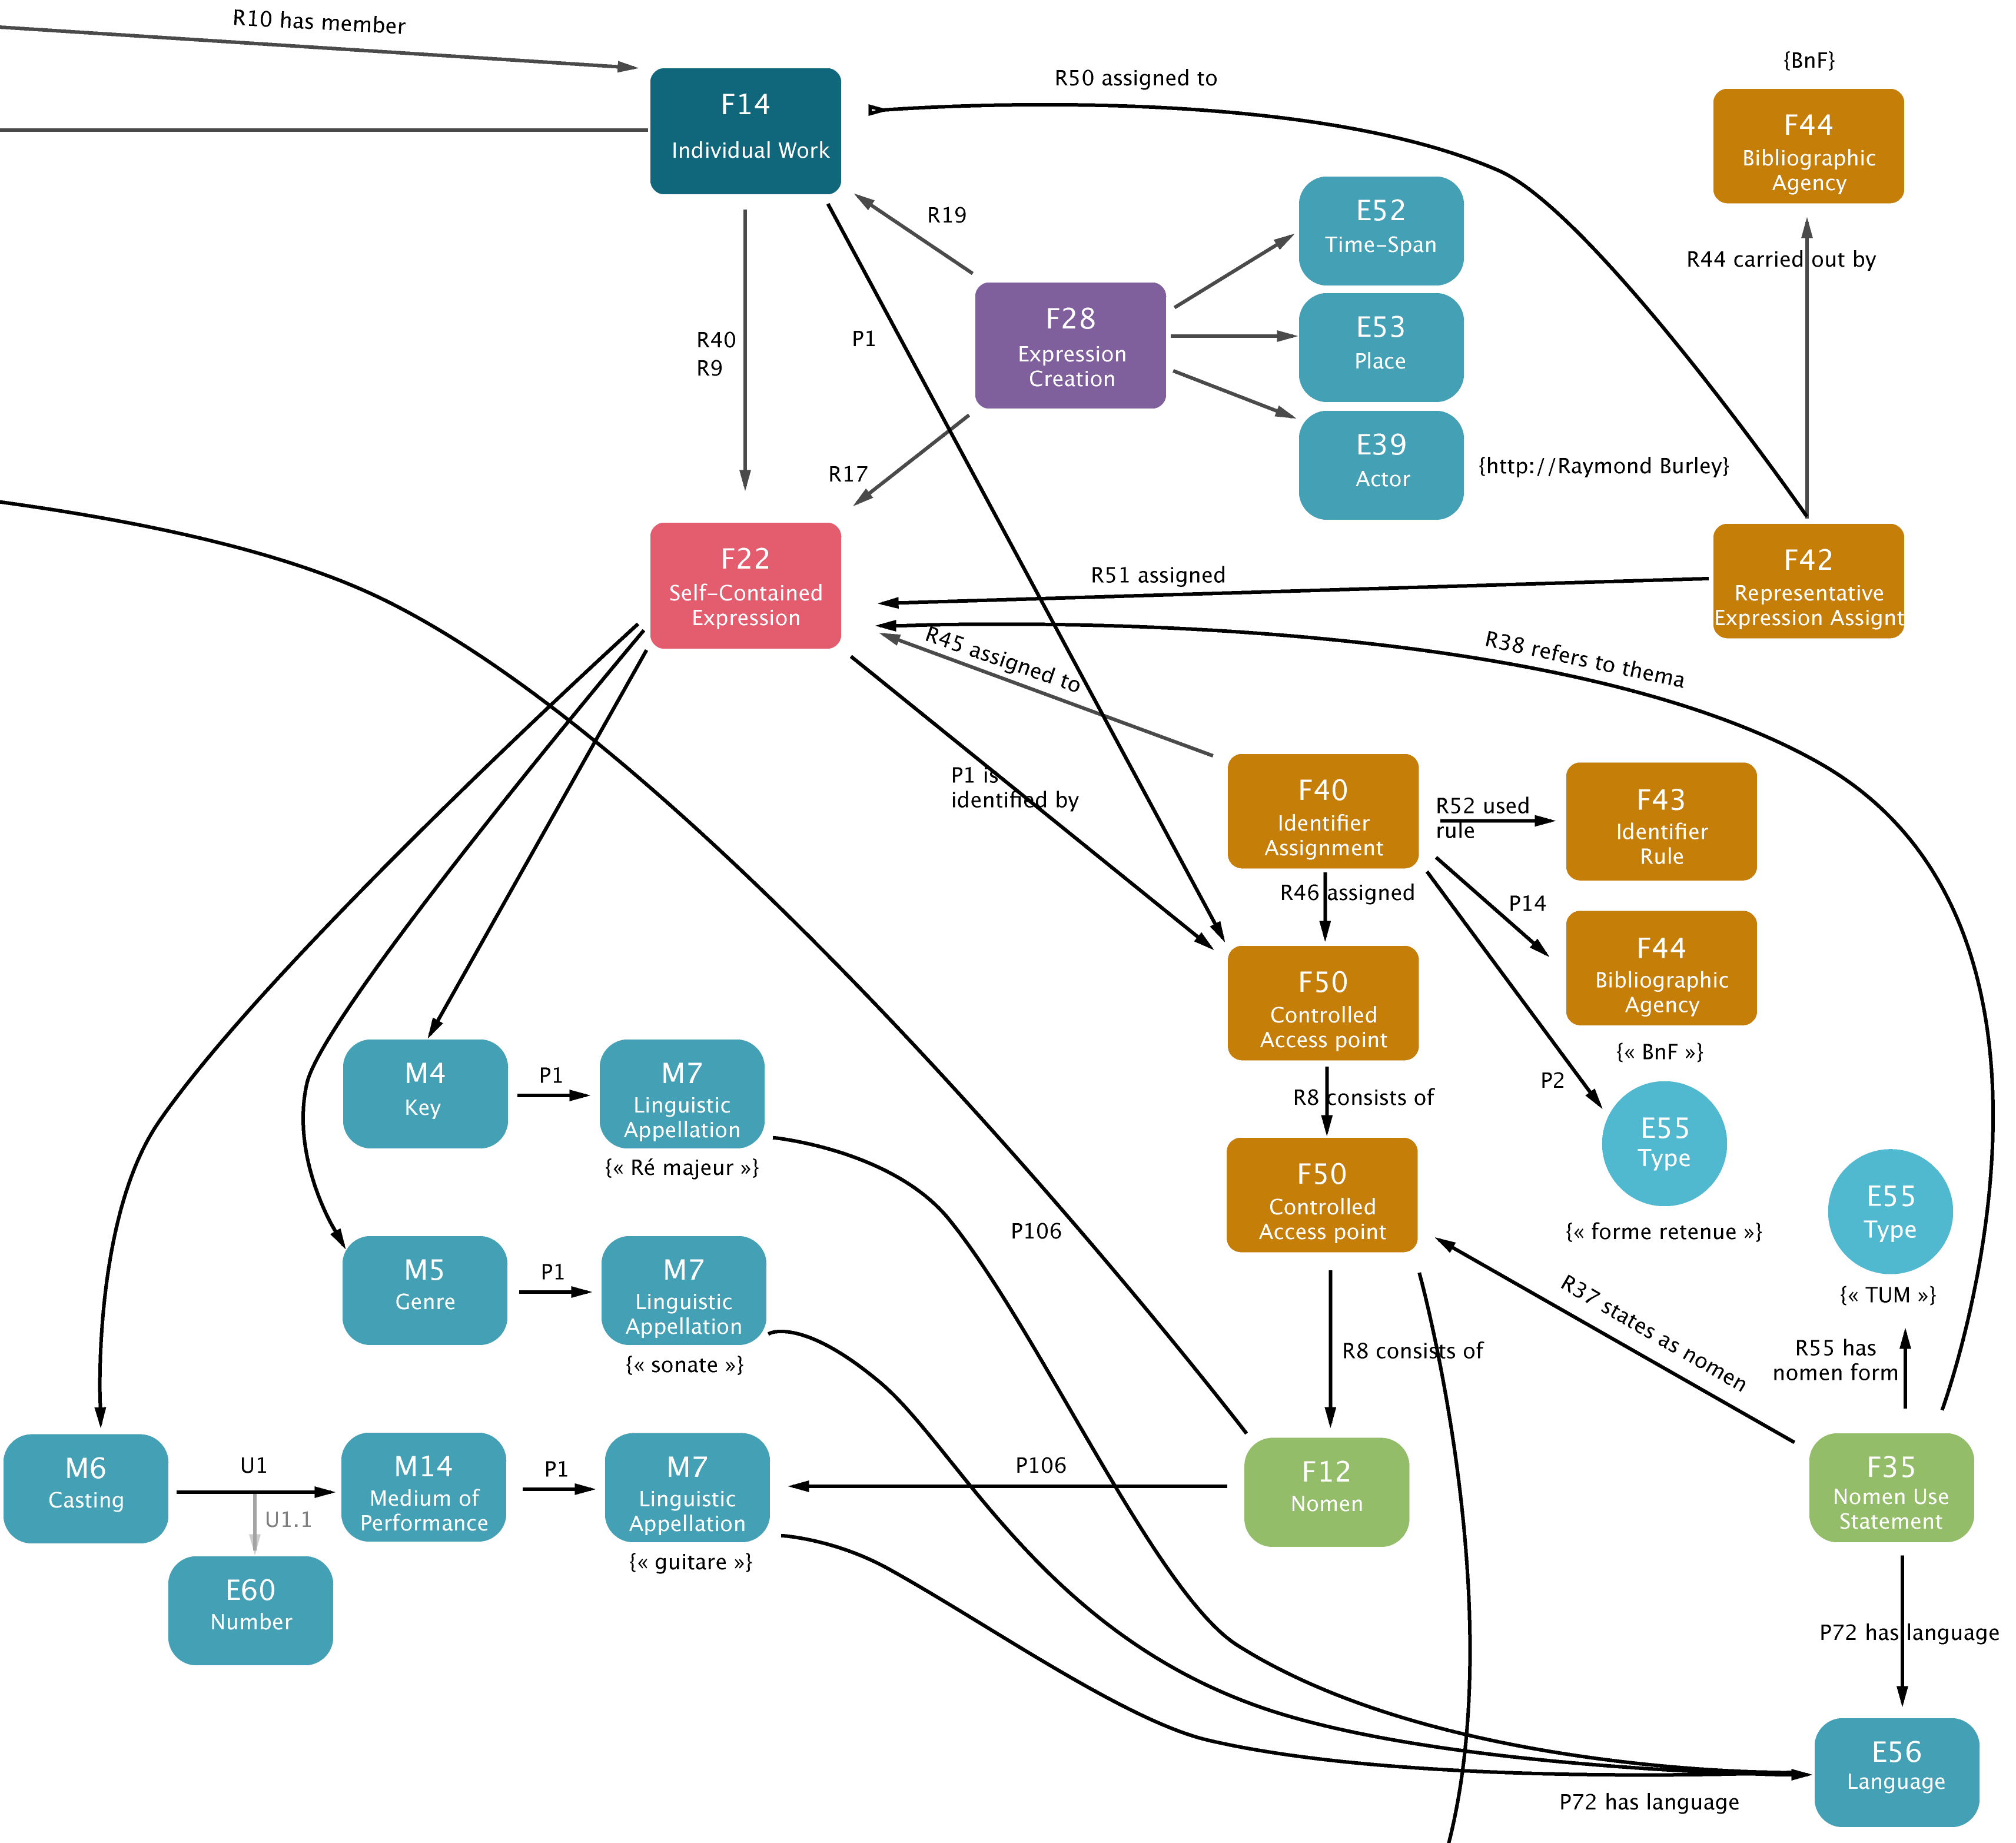 R10 has member
{BnF}
R50 assigned to
F14
Individual Work
F44
Bibliographic
Agency
R19
E52
Time-Span
R44 carried out by
F28
Expression
Creation
E53
Place
R40
R9
P1
E39
Actor
{http://Raymond Burley}
R17
F22
Self-Contained
Expression
R51 assigned
F42
Representative
Expression Assignt
R45 assigned to
R38 refers to thema
P1 is
identified by
F40
Identifier
Assignment
R52 used
rule
F43
Identifier
Rule
R46 assigned
P14
F44
Bibliographic
Agency
{« BnF »}
F50
Controlled
Access point
P2
M4
Key
P1
M7
Linguistic
Appellation
{« Ré majeur »}
R8 consists of
E55
Type
{« forme retenue »}
F50
Controlled
Access point
E55
Type
{« TUM »}
P106
M5
Genre
P1
M7
Linguistic
Appellation
{« sonate »}
R37 states as nomen
R8 consists of
R55 has
nomen form
M6
Casting
U1
U1.1
M14
Medium of
Performance
P1
M7
Linguistic
Appellation
{« guitare »}
P106
F12
Nomen
F35
Nomen Use
Statement
E60
Number
P72 has language
E56
Language
P72 has language